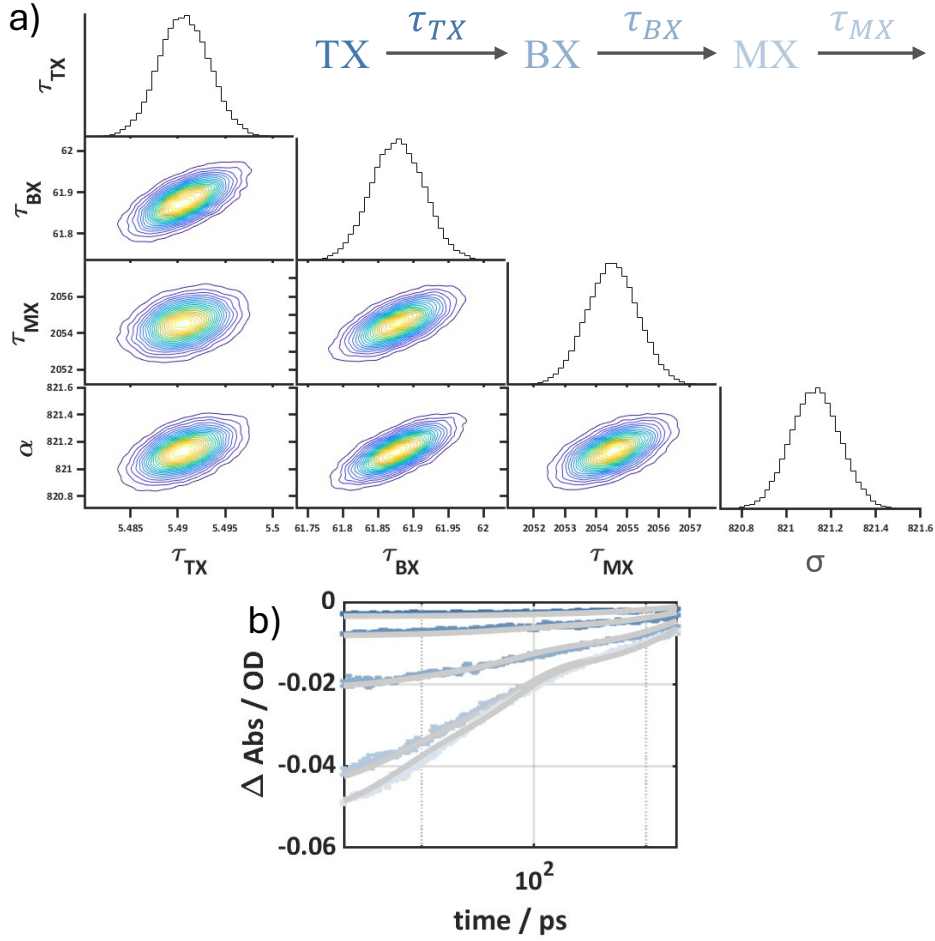 a)
TX τ_TX BX τ_BX MX τ_MX
τ_TX
62
61.9
61.8
τ_BX
2056
2054
2052
τ_MX
821.6
821.4
821.2
821
820.8
α
5.485 5.49 5.495 5.5 61.75 61.8 61.85 61.9 61.95 62 2052 2053 2054 2055 2056 2057 820.8 821 821.2 821.4 821.6
τ_TX τ_BX τ_MX σ
b)
0
-0.02
-0.04
-0.06
Δ Abs / OD
10²
time / ps